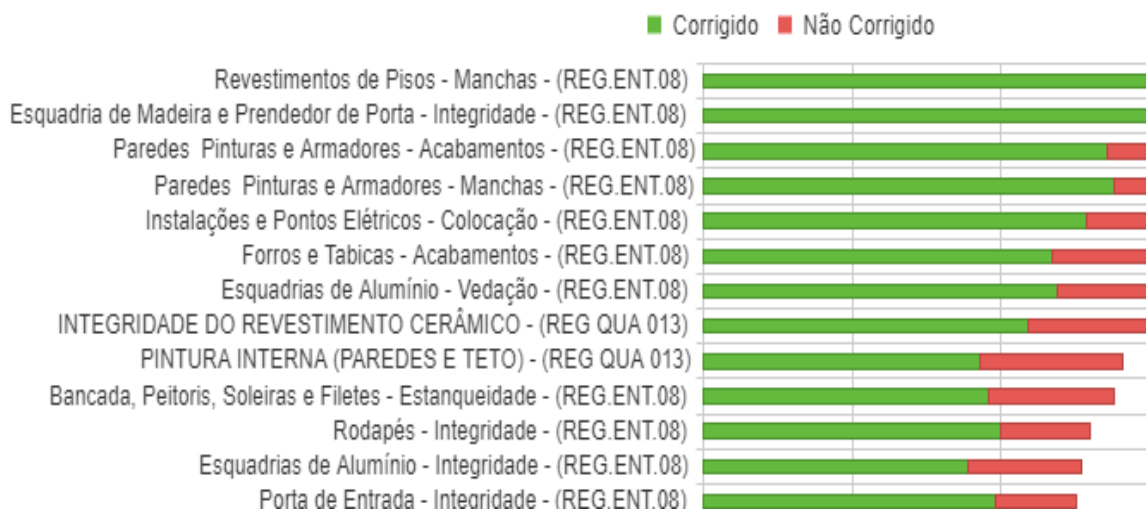 Corrigido Não Corrigido
Revestimentos de Pisos - Manchas - (REG.ENT.08)
Esquadria de Madeira e Prendedor de Porta - Integridade - (REG.ENT.08)
Paredes Pinturas e Armadores - Acabamentos - (REG.ENT.08)
Paredes Pinturas e Armadores - Manchas - (REG.ENT.08)
Instalações e Pontos Elétricos - Colocação - (REG.ENT.08)
Forros e Tabicas - Acabamentos - (REG.ENT.08)
Esquadrias de Alumínio - Vedação - (REG.ENT.08)
INTEGRIDADE DO REVESTIMENTO CERÂMICO - (REG QUA 013)
PINTURA INTERNA (PAREDES E TETO) - (REG QUA 013)
Bancada, Peitoris, Soleiras e Filetes - Estanqueidade - (REG.ENT.08)
Rodapés - Integridade - (REG.ENT.08)
Esquadrias de Alumínio - Integridade - (REG.ENT.08)
Porta de Entrada - Integridade - (REG.ENT.08)